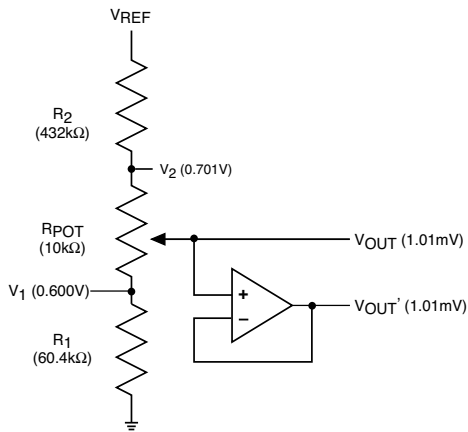 VREF
R2
(432kΩ)
V2 (0.701V)
RPOT
(10kΩ)
VOUT (1.01mV)
V1 (0.600V)
+
−
VOUT' (1.01mV)
R1
(60.4kΩ)